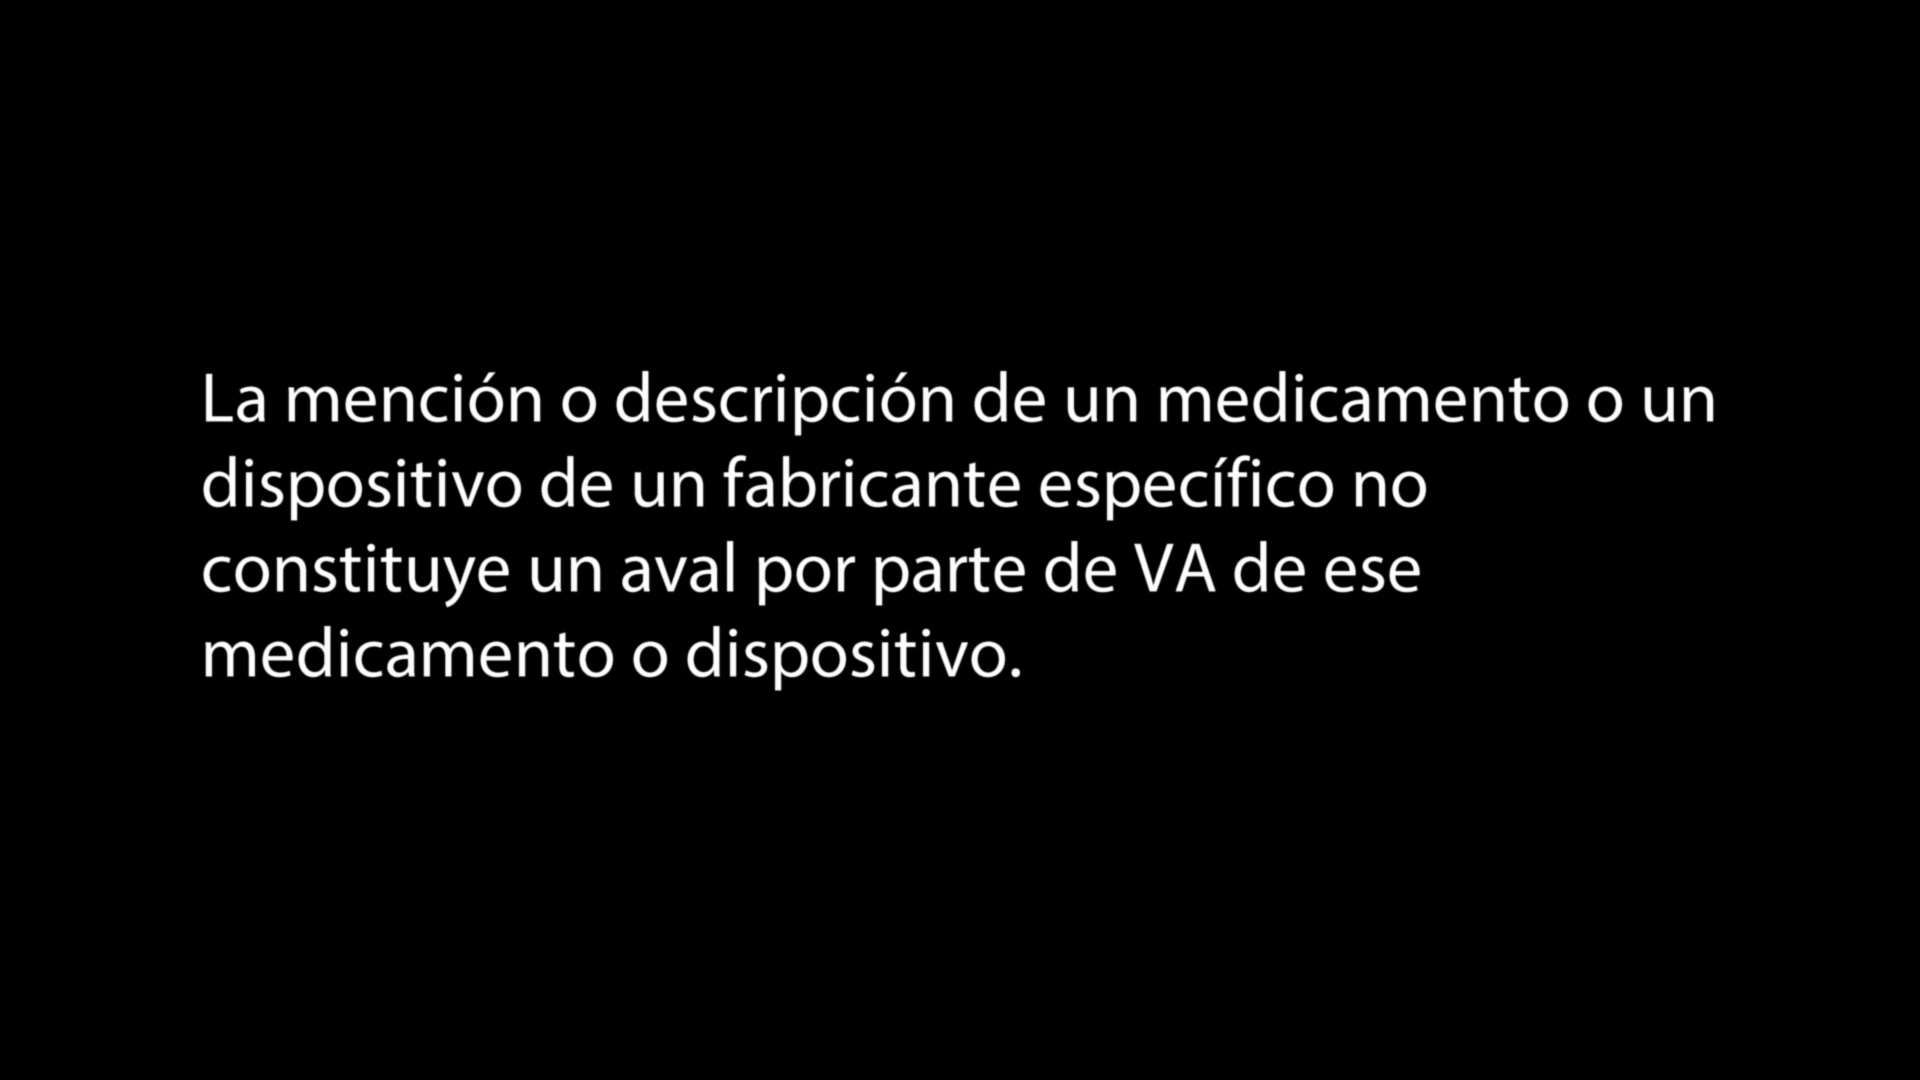 La mención o descripción de un medicamento o un
dispositivo de un fabricante específico no
constituye un aval por parte de VA de ese
medicamento o dispositivo.